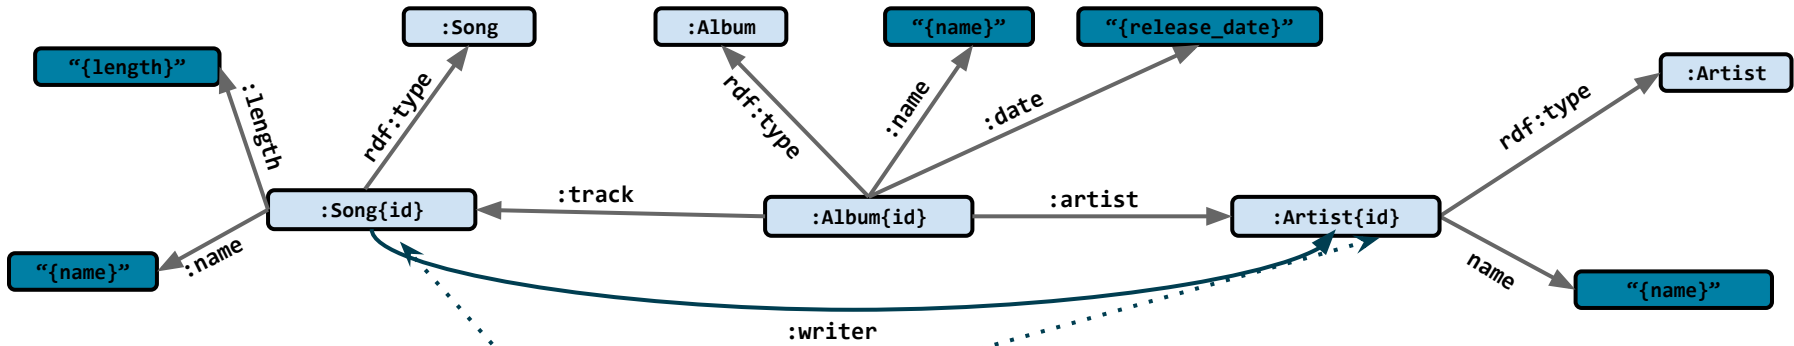 :Song
:Album
“{name}”
“{release_date}”
“{length}”
:Artist
:length
rdf:type
rdf:type
:name
:date
rdf:type
:Song{id}
:track
:Album{id}
:artist
:Artist{id}
:name
“{name}”
name
“{name}”
:writer